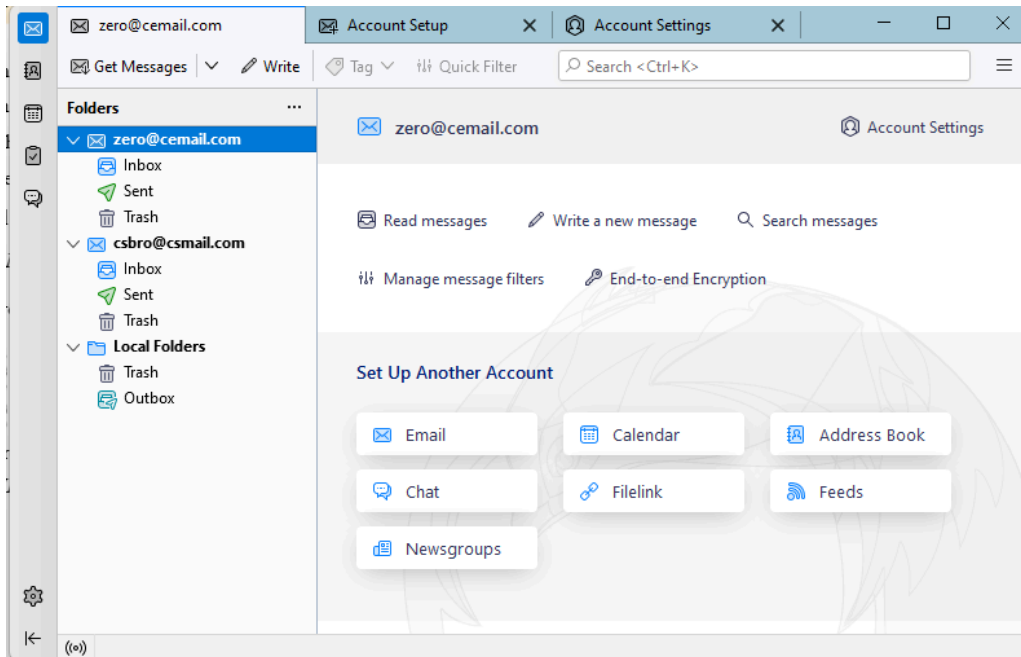 zero@cemail.com
Account Setup
Account Settings
Get Messages
Write
Tag
Quick Filter
Search <Ctrl+K>
Folders
zero@cemail.com
Inbox
Sent
Trash
csbro@csmail.com
Inbox
Sent
Trash
Local Folders
Trash
Outbox
zero@cemail.com
Account Settings
Read messages
Write a new message
Search messages
Manage message filters
End-to-end Encryption
Set Up Another Account
Email
Calendar
Address Book
Chat
Filelink
Feeds
Newsgroups